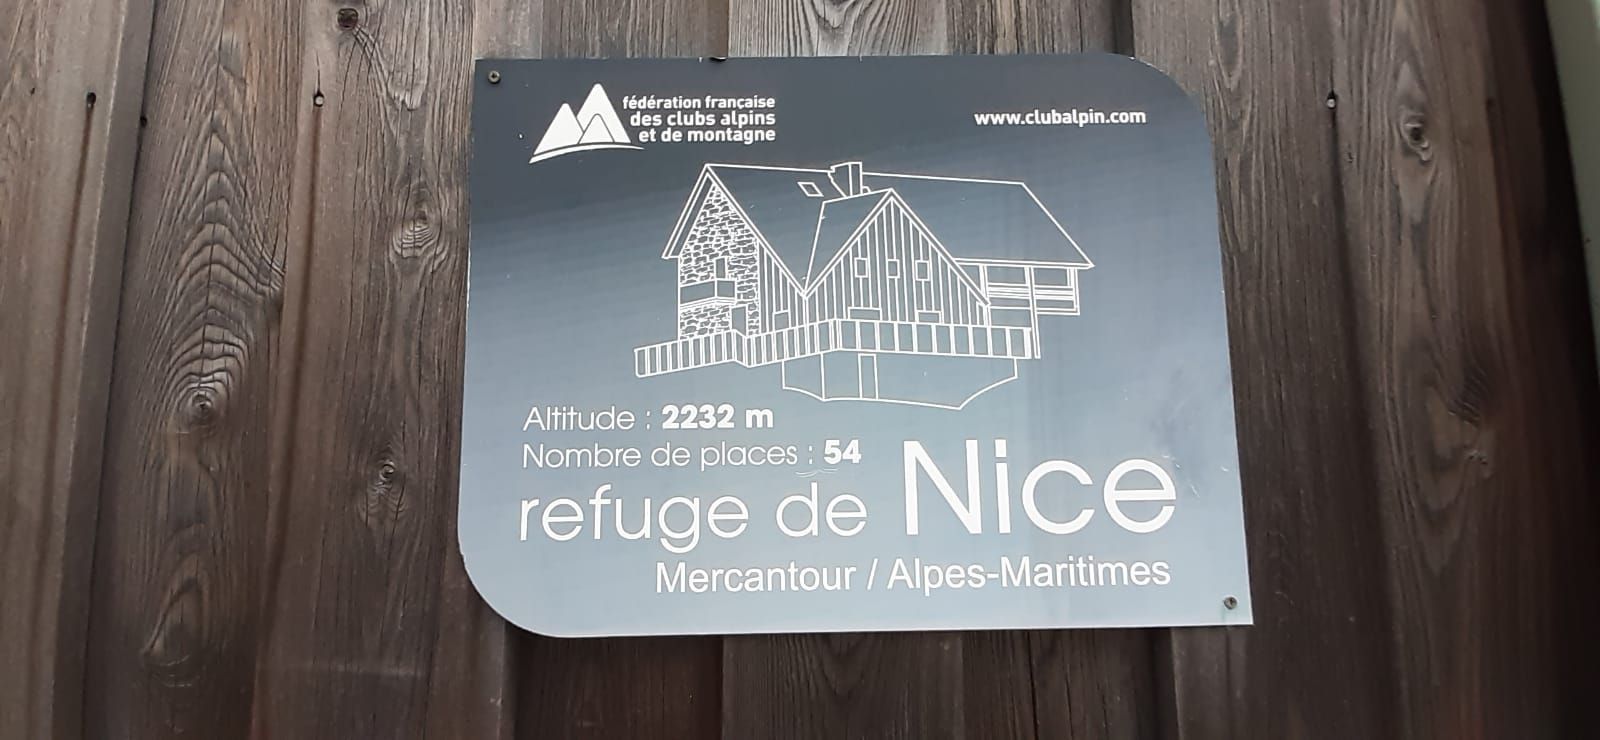 fédération française
des clubs alpins
et de montagne
www.clubalpin.com
Altitude : 2232 m
Nombre de places : 54
refuge de Nice
Mercantour / Alpes-Maritimes